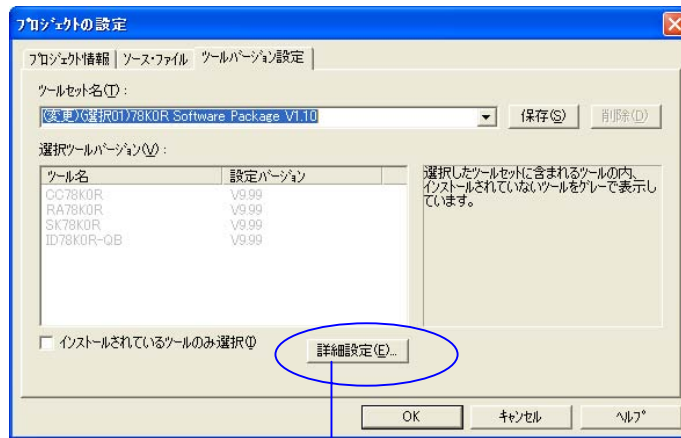 ﾌﾟﾛｼﾞｪｸﾄの設定
ﾌﾟﾛｼﾞｪｸﾄ情報 ソース・ファイル ツールバージョン設定
ツールセット名(T) :
(変更)(選択01)78K0R Software Package V1.10
保存(S) 削除(D)
選択ツールバージョン(V) :
ツール名 設定バージョン
CC78K0R V9.99
RA78K0R V9.99
SK78K0R V9.99
ID78K0R-QB V9.99
選択したツールセットに含まれるツールの内、
インストールされていないツールをグレーで表示し
ています。
インストールされているツールのみ選択(I)
詳細設定(E)...
OK キャンセル ﾍﾙﾌﾟ